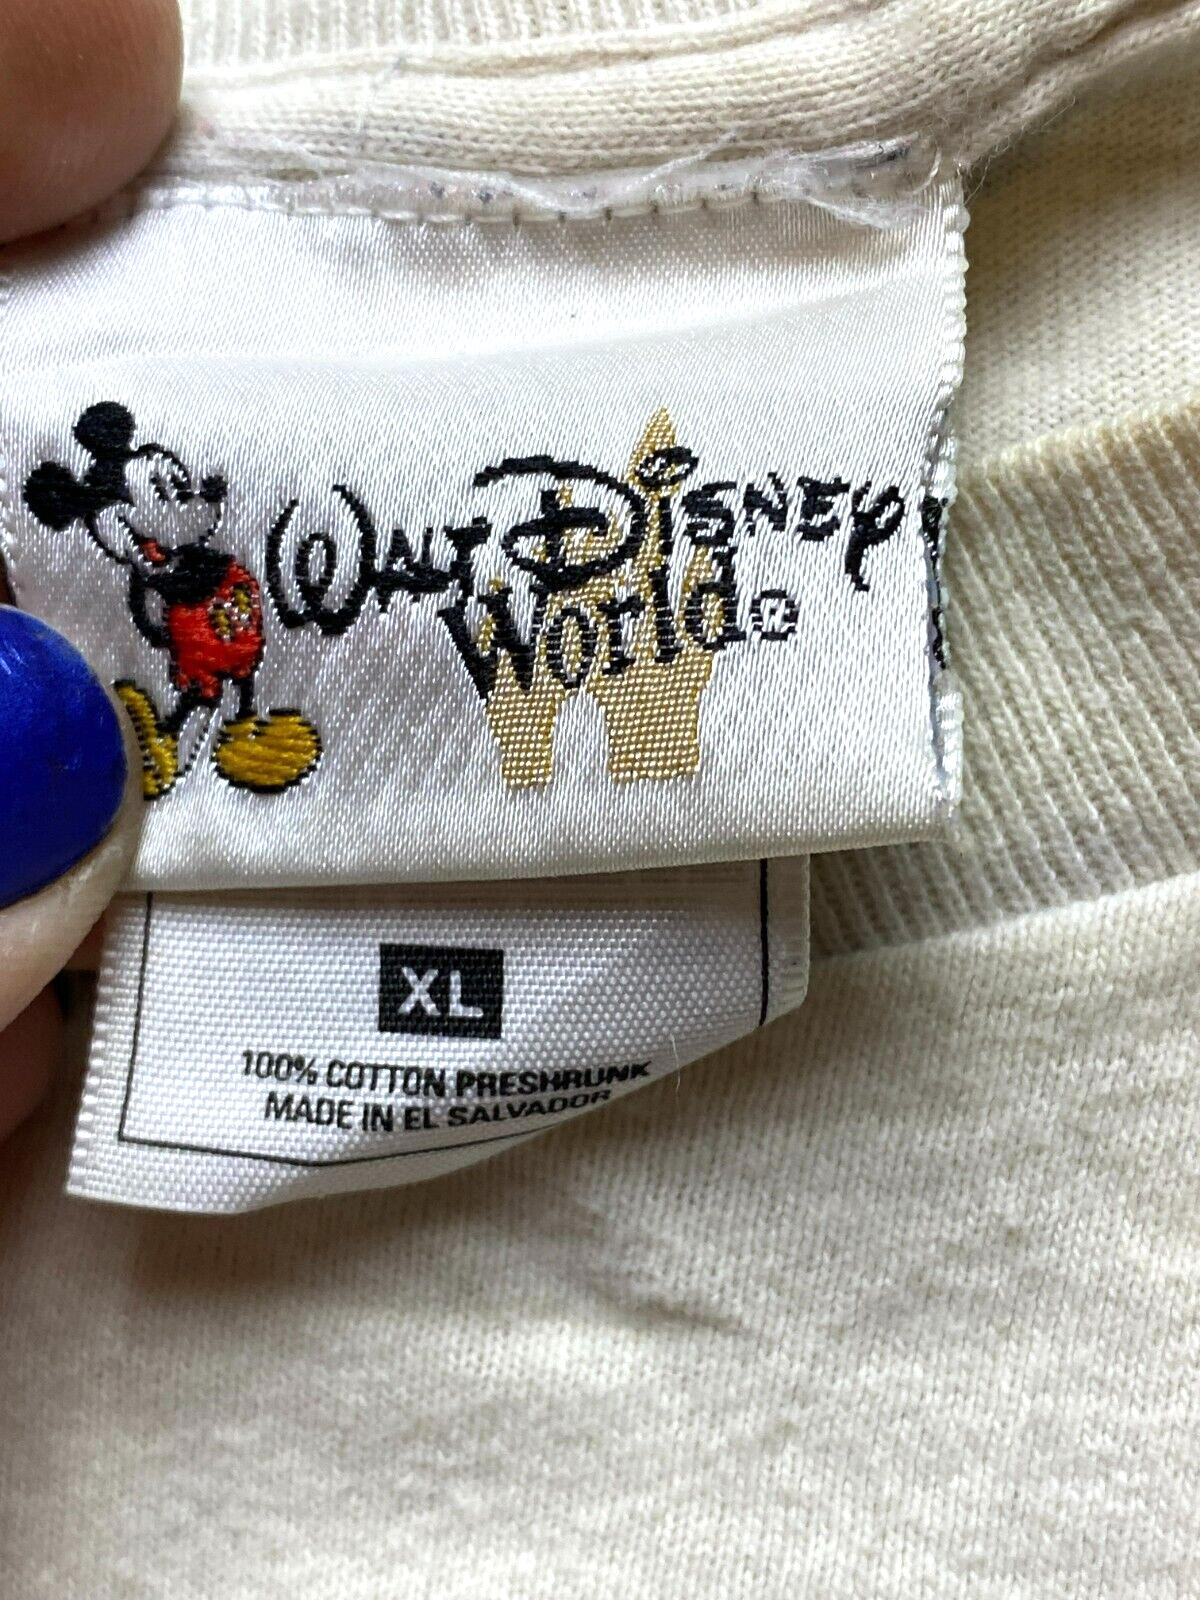 Walt Disney
World®
XL
100% COTTON PRESHRUNK
MADE IN EL SALVADOR